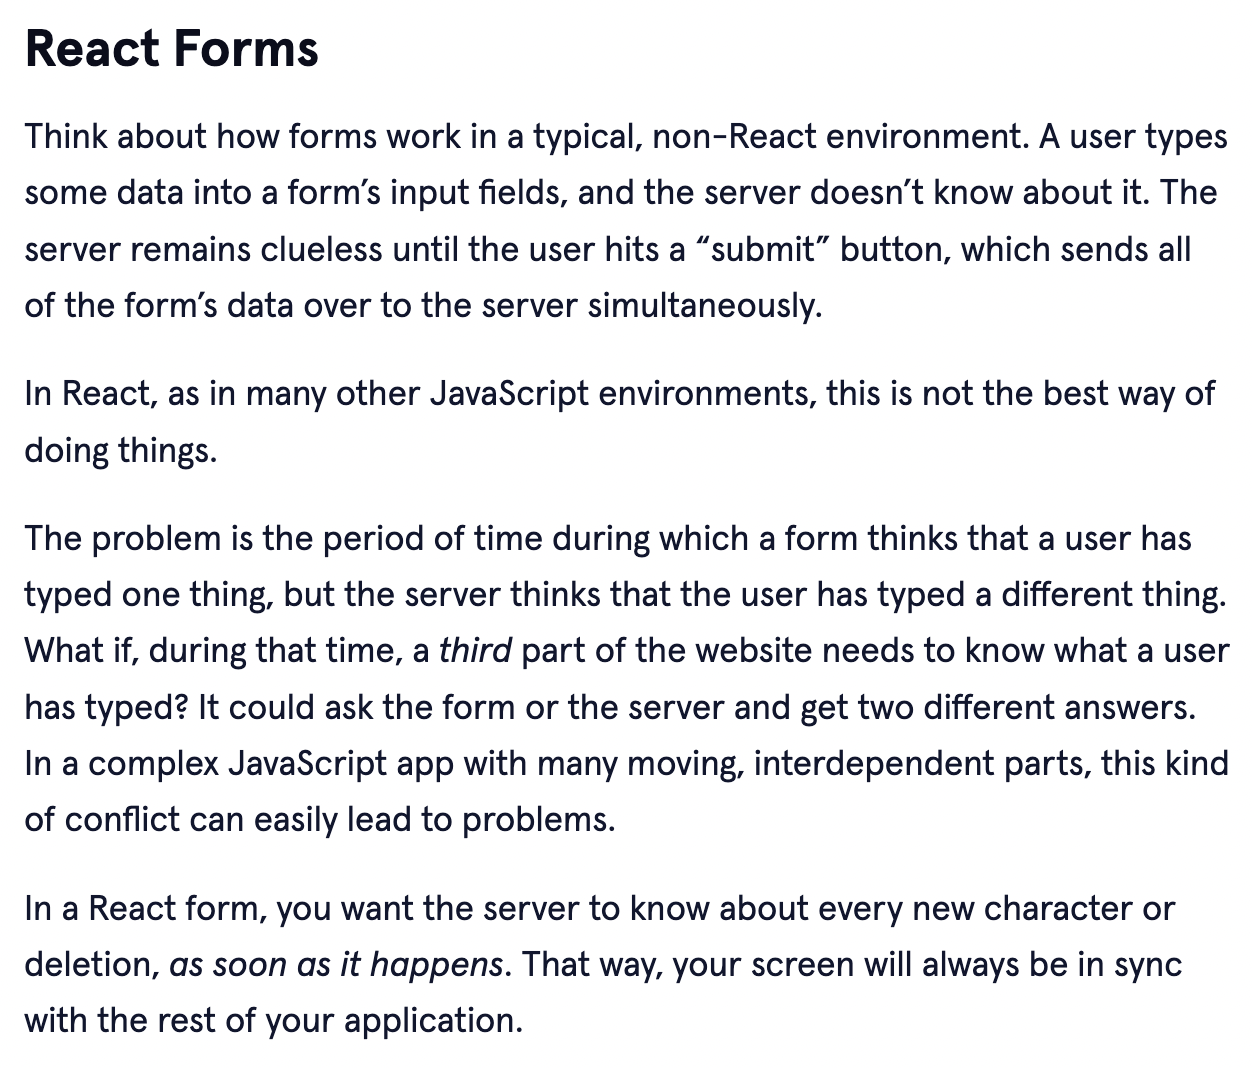 React Forms
Think about how forms work in a typical, non-React environment. A user types
some data into a form’s input fields, and the server doesn’t know about it. The
server remains clueless until the user hits a “submit” button, which sends all
of the form’s data over to the server simultaneously.
In React, as in many other JavaScript environments, this is not the best way of
doing things.
The problem is the period of time during which a form thinks that a user has
typed one thing, but the server thinks that the user has typed a different thing.
What if, during that time, a third part of the website needs to know what a user
has typed? It could ask the form or the server and get two different answers.
In a complex JavaScript app with many moving, interdependent parts, this kind
of conflict can easily lead to problems.
In a React form, you want the server to know about every new character or
deletion, as soon as it happens. That way, your screen will always be in sync
with the rest of your application.